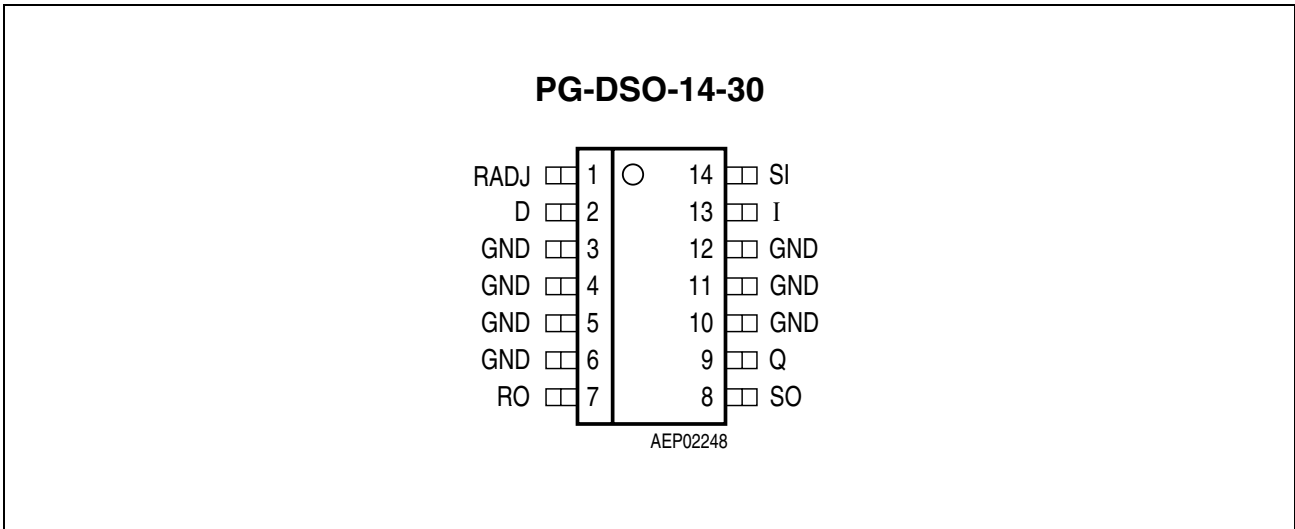 PG-DSO-14-30
RADJ 1 14 SI
D 2 13 I
GND 3 12 GND
GND 4 11 GND
GND 5 10 GND
GND 6 9 Q
RO 7 8 SO
AEP02248